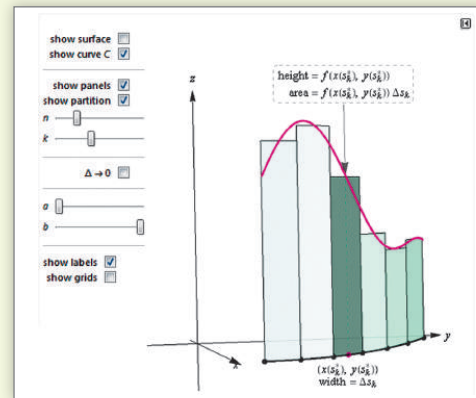 show surface
show curve C
show panels
show partition
n
k
Δ→0
a
b
show labels
show grids
z
height = f(x(s*ₖ), y(s*ₖ))
area = f(x(s*ₖ), y(s*ₖ)) Δsₖ
y
x
(x(s*ₖ), y(s*ₖ))
width = Δsₖ